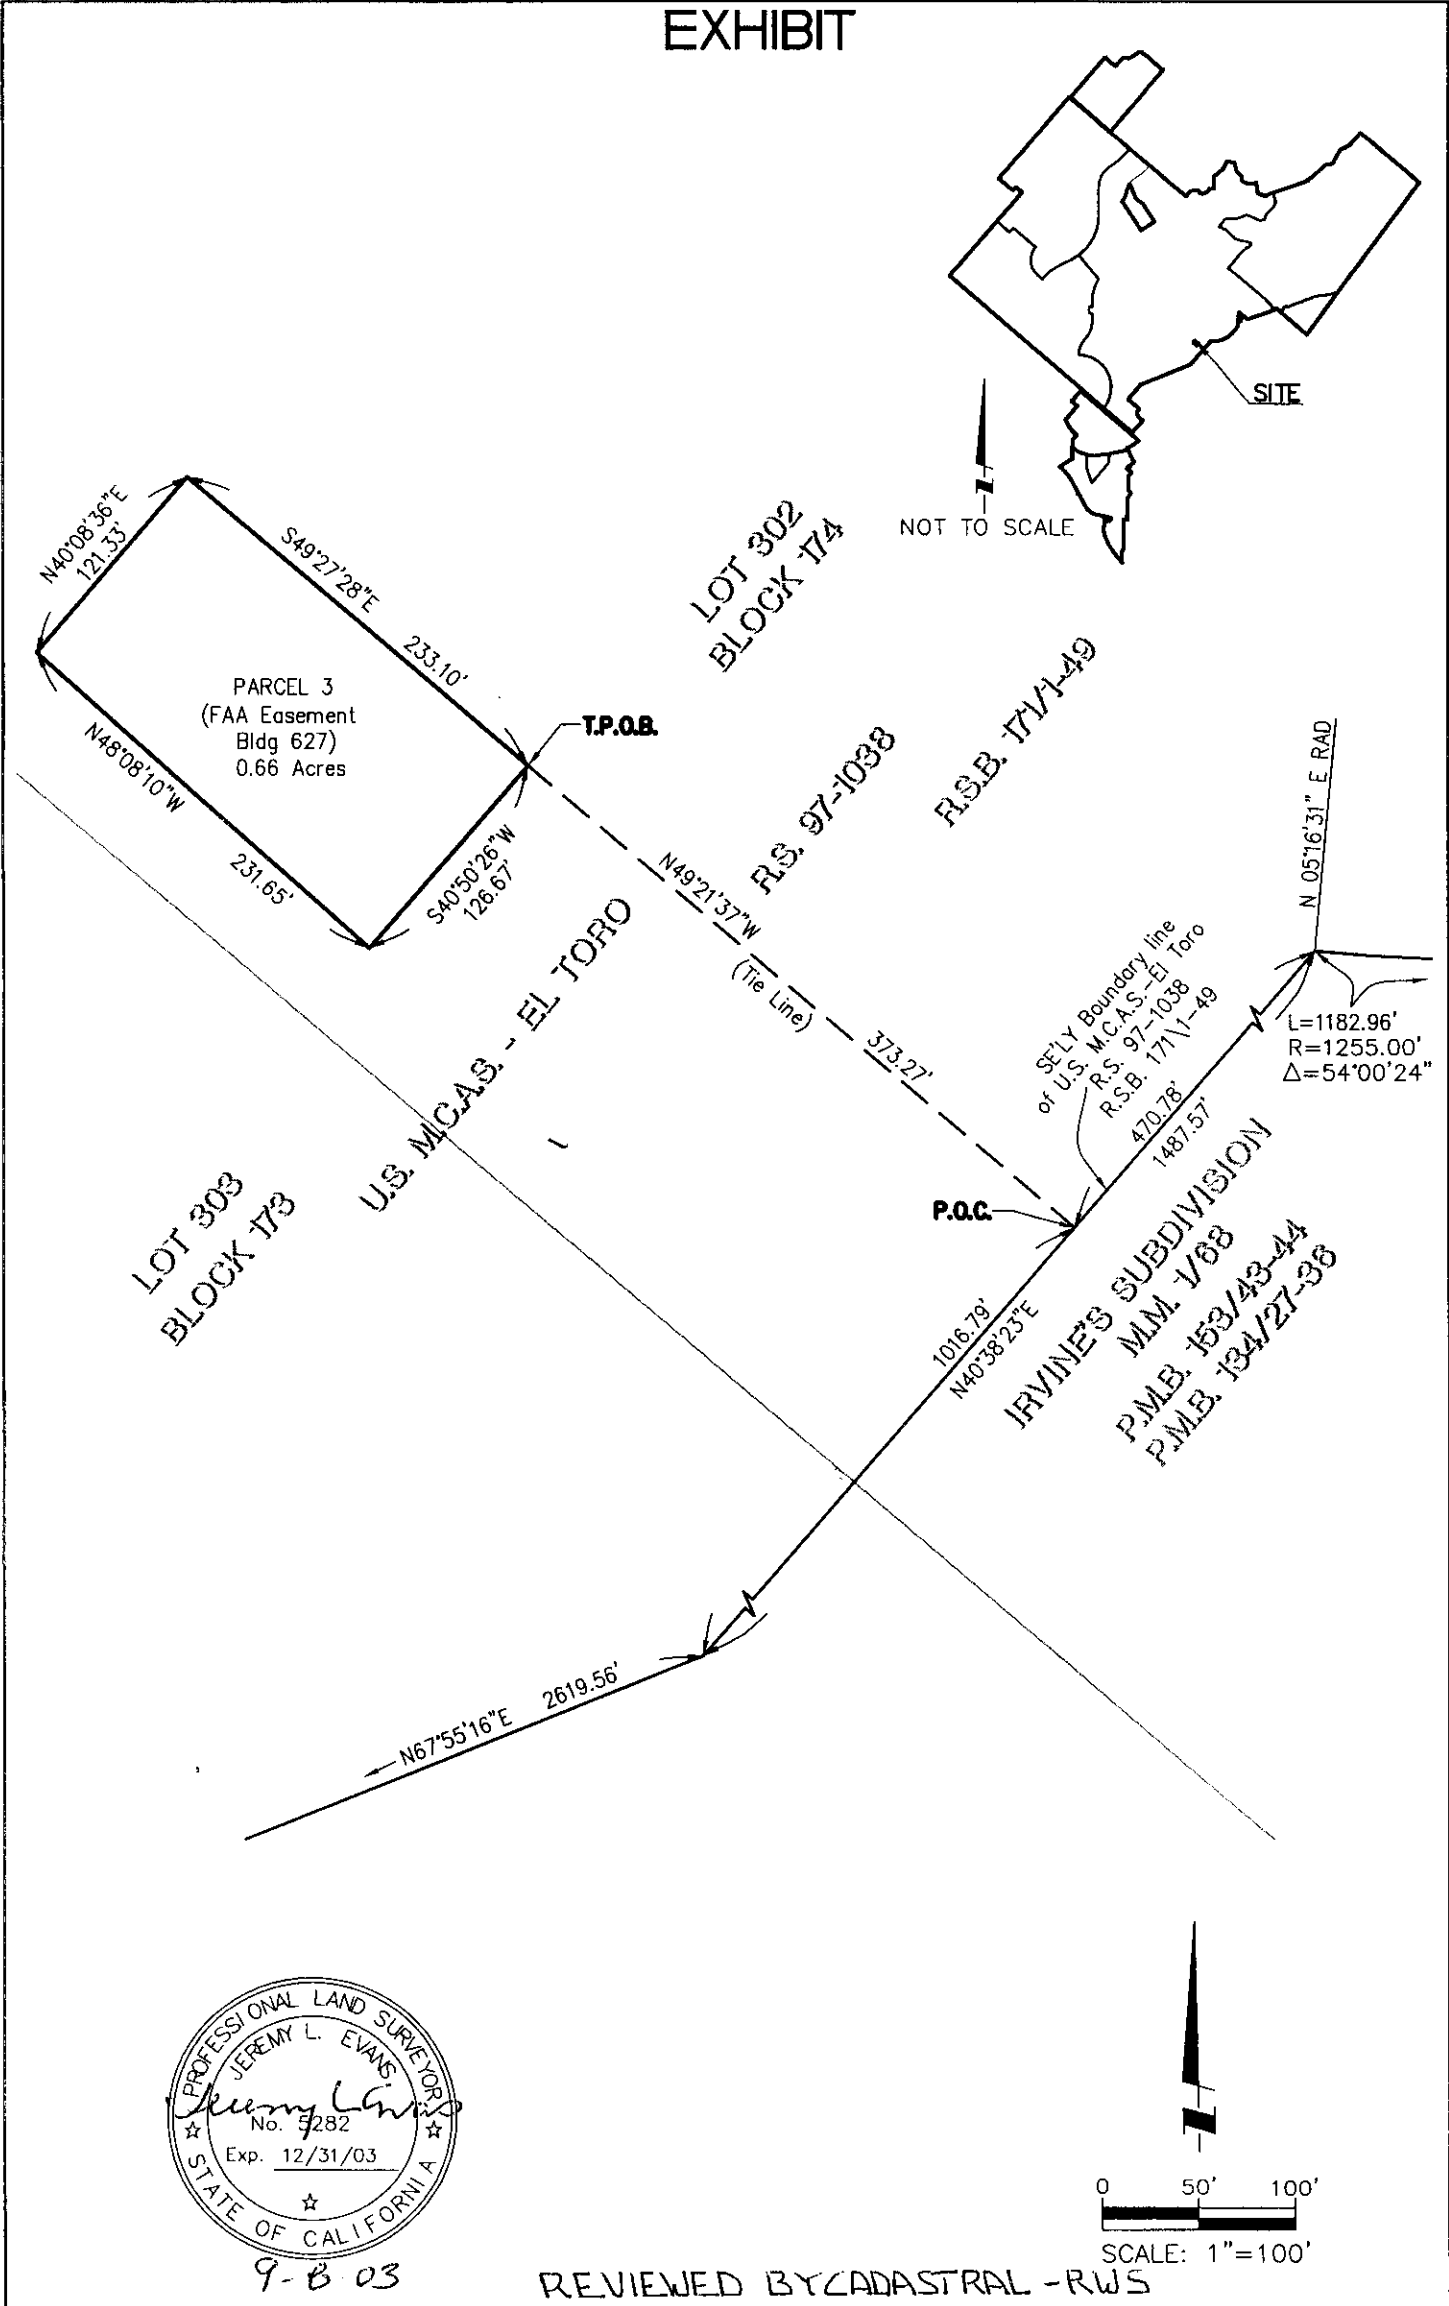 EXHIBIT
SITE
NOT TO SCALE
N40°08'36"E
121.33'
S49°27'28"E
233.10'
LOT 302
BLOCK 174
PARCEL 3
(FAA Easement
Bldg 627)
0.66 Acres
T.P.O.B.
N48°08'10"W
231.65'
S40°50'26"W
126.67'
R.S. 97-1038
R.S.B. 171/1-49
N49°21'37"W
(Tie Line)
373.27'
N 05°16'31" E RAD
SE'LY Boundary line
of U.S. M.C.A.S.-El Toro
R.S. 97-1038
R.S.B. 171\1-49
L=1182.96'
R=1255.00'
Δ=54°00'24"
470.78'
1487.57'
U.S. M.C.A.S. - EL TORO
P.O.C.
LOT 303
BLOCK 173
1016.79'
N40°38'23"E
IRVINE'S SUBDIVISION
M.M. 1/68
P.M.B. 153/43-44
P.M.B. 134/27-36
N67°55'16"E 2619.56'
PROFESSIONAL LAND SURVEYOR
JEREMY L. EVANS
Jeremy L Evans
No. 5282
Exp. 12/31/03
STATE OF CALIFORNIA
0 50' 100'
SCALE: 1"=100'
REVIEWED BY CADASTRAL - RWS